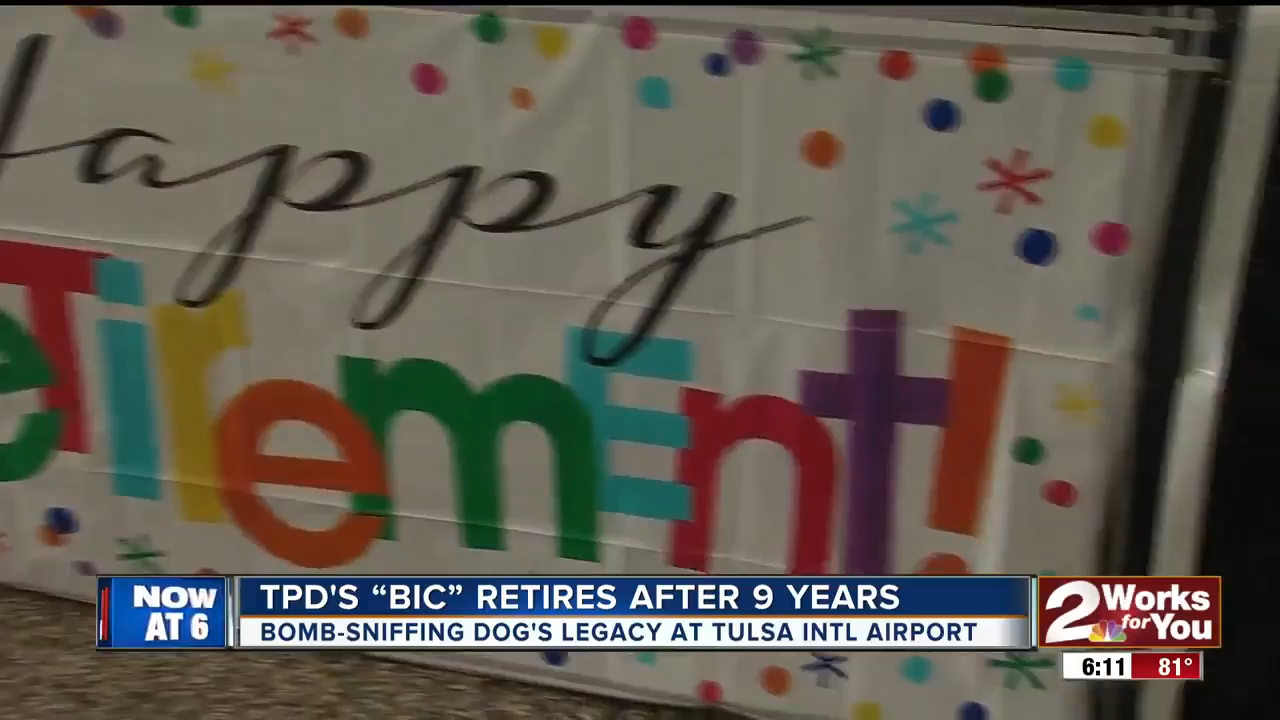 Happy
eTiremEnt!
NOW
AT 6
TPD'S “BIC” RETIRES AFTER 9 YEARS
BOMB-SNIFFING DOG'S LEGACY AT TULSA INTL AIRPORT
2 Works
for You
6:11 81°